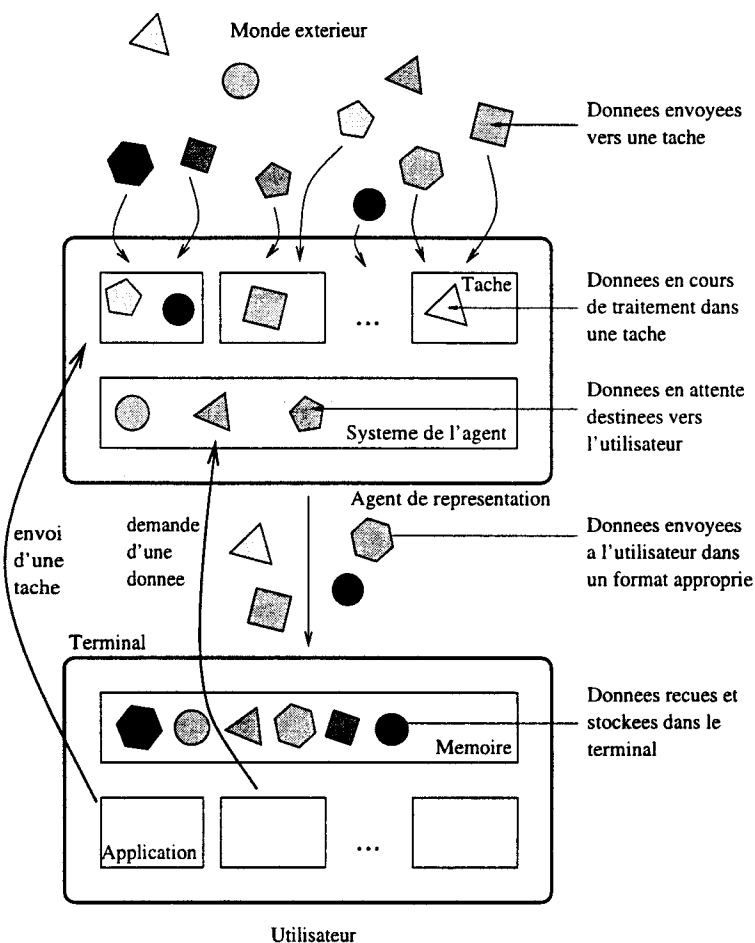 Monde exterieur
Donnees envoyees
vers une tache
Tache
Donnees en cours
de traitement dans
une tache
...
Donnees en attente
destinees vers
l'utilisateur
Systeme de l'agent
Agent de representation
envoi
d'une
tache
demande
d'une
donnee
Donnees envoyees
a l'utilisateur dans
un format approprie
Terminal
Donnees recues et
stockees dans le
terminal
Memoire
Application
...
Utilisateur